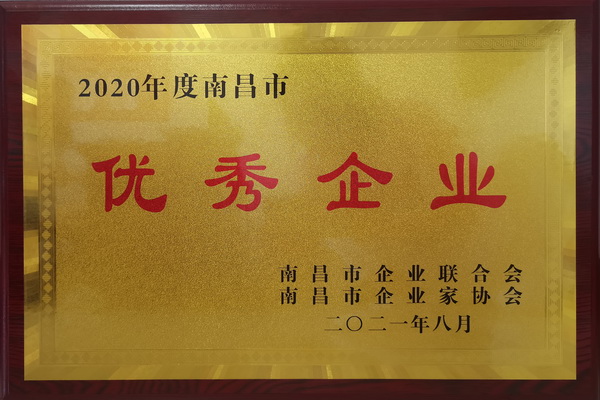 2020年度南昌市
优秀企业
南昌市企业联合会
南昌市企业家协会
二〇二一年八月